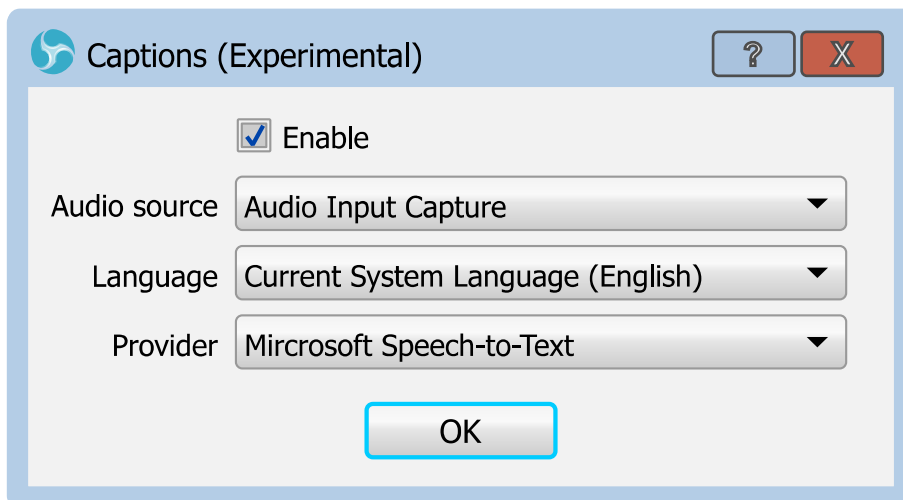 Captions (Experimental) ? X
Enable
Audio source Audio Input Capture
Language Current System Language (English)
Provider Mircrosoft Speech-to-Text
OK